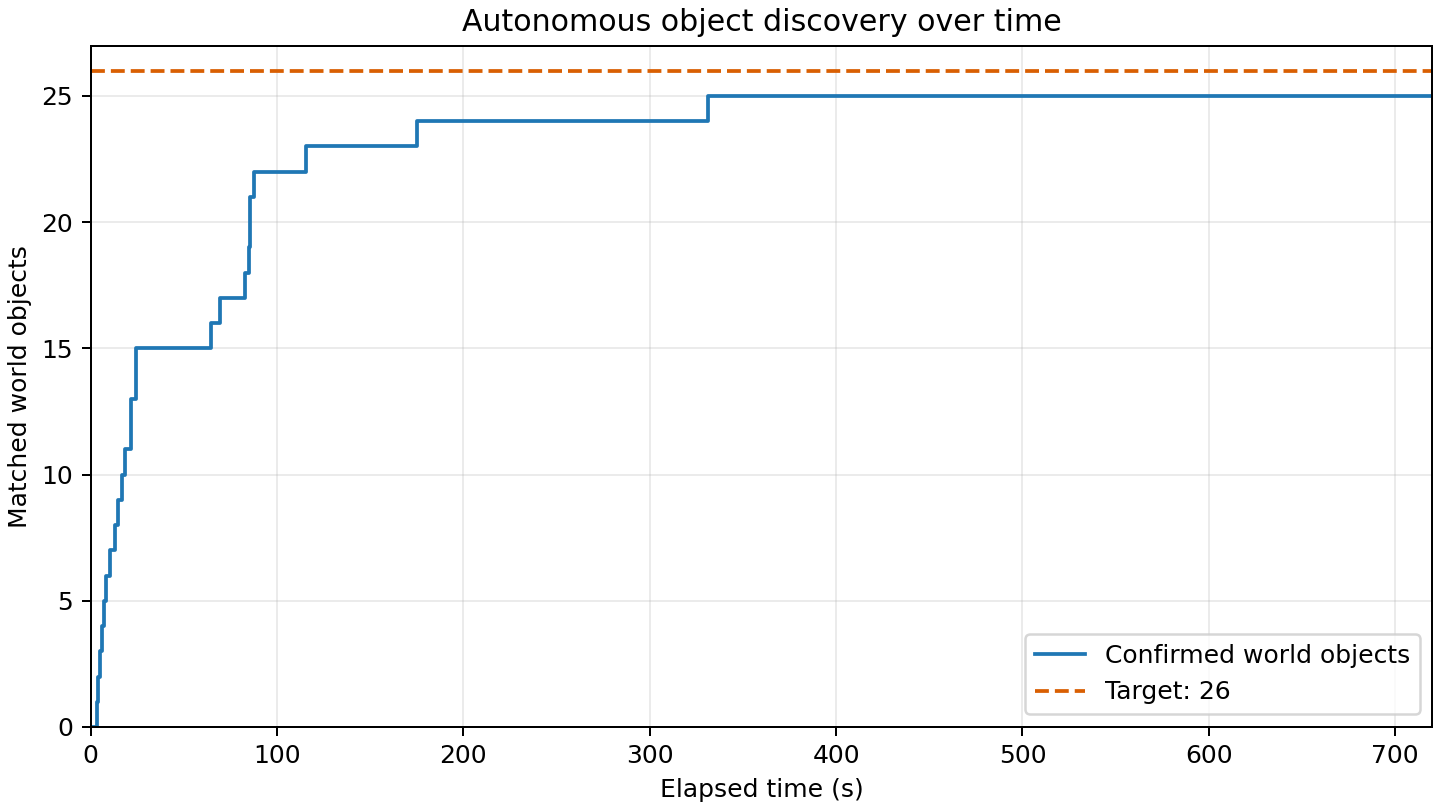 Autonomous object discovery over time
Matched world objects
25
20
15
10
5
0
0 100 200 300 400 500 600 700
Elapsed time (s)
Confirmed world objects
Target: 26